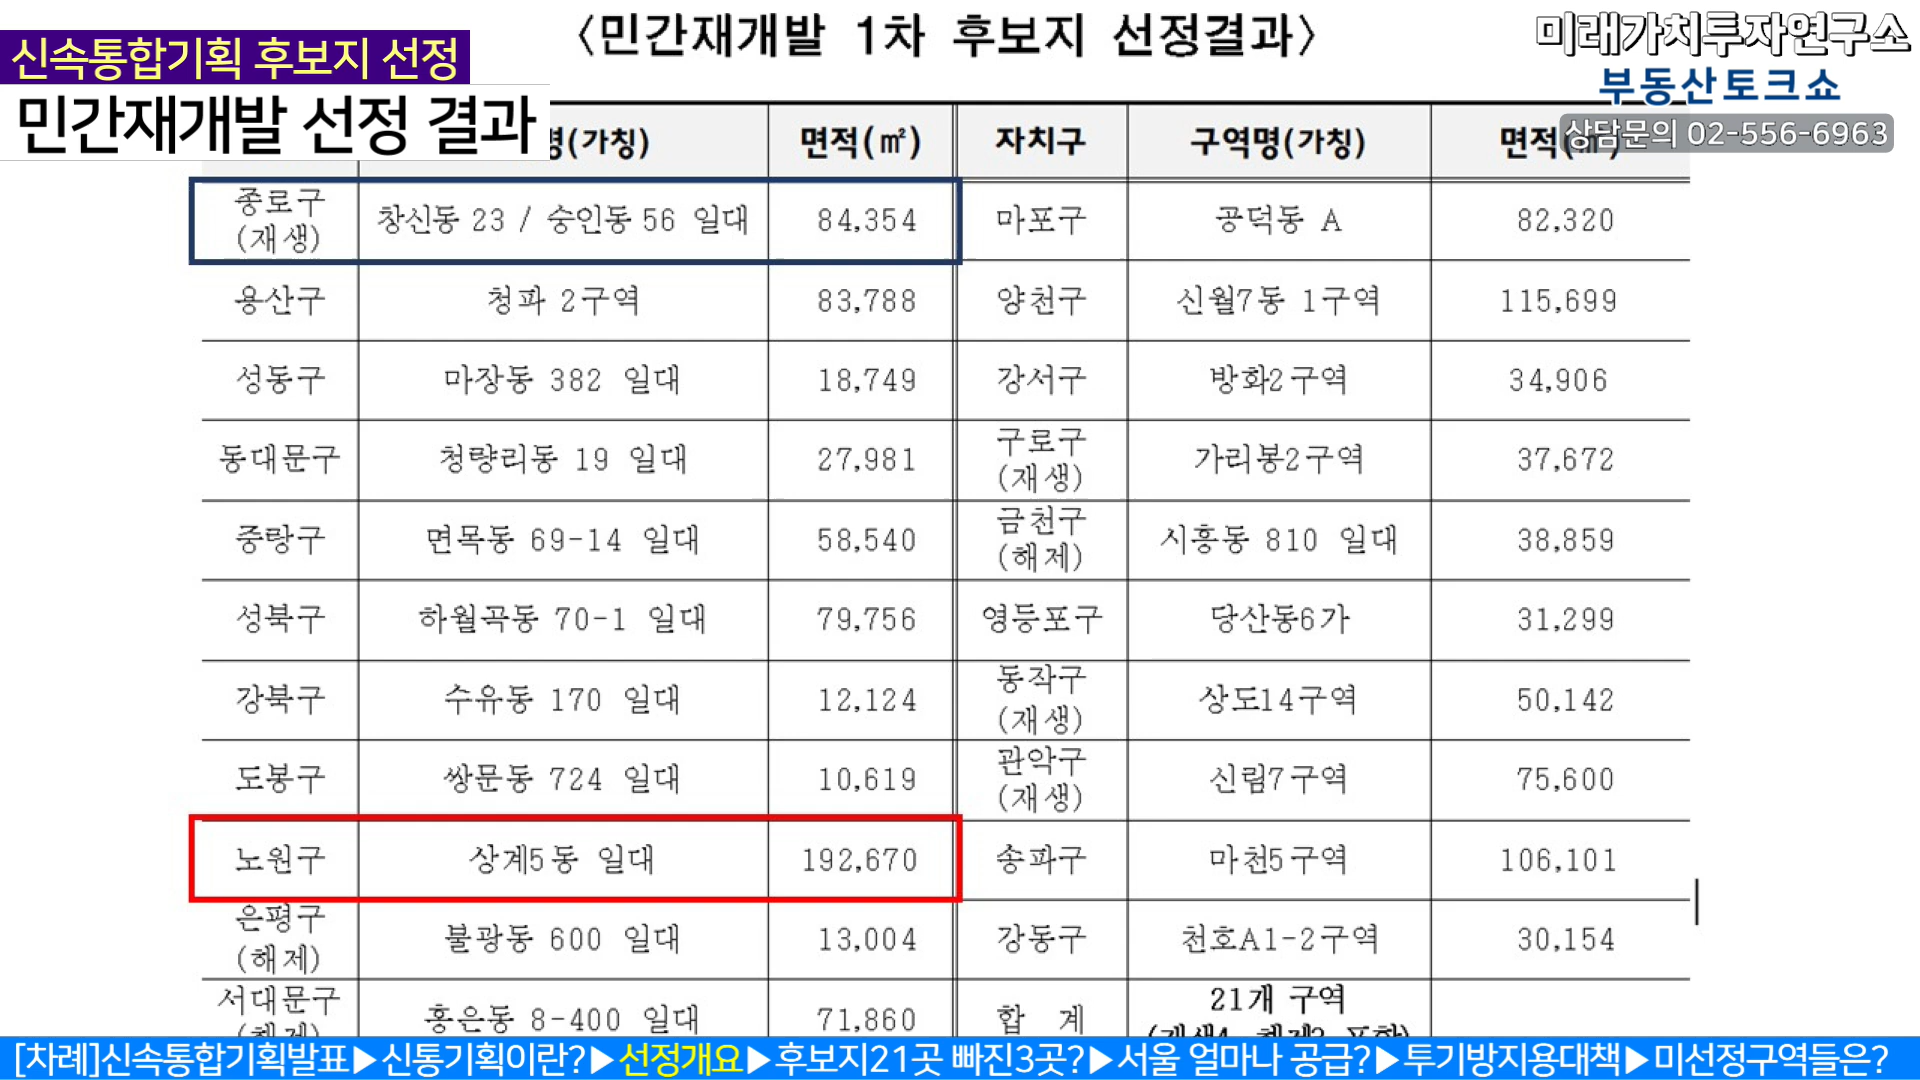 〈민간재개발 1차 후보지 선정결과〉
미래가치투자연구소
부동산토크쇼
상담문의 02-556-6963
신속통합기획 후보지 선정
민간재개발 선정 결과
명(가칭) 면적(㎡) 자치구 구역명(가칭) 면적(㎡)
종로구 (재생) 창신동 23 / 숭인동 56 일대 84,354 마포구 공덕동 A 82,320
용산구 청파 2구역 83,788 양천구 신월7동 1구역 115,699
성동구 마장동 382 일대 18,749 강서구 방화2구역 34,906
동대문구 청량리동 19 일대 27,981 구로구 (재생) 가리봉2구역 37,672
중랑구 면목동 69-14 일대 58,540 금천구 (해제) 시흥동 810 일대 38,859
성북구 하월곡동 70-1 일대 79,756 영등포구 당산동6가 31,299
강북구 수유동 170 일대 12,124 동작구 (재생) 상도14구역 50,142
도봉구 쌍문동 724 일대 10,619 관악구 (재생) 신림7구역 75,600
노원구 상계5동 일대 192,670 송파구 마천5구역 106,101
은평구 (해제) 불광동 600 일대 13,004 강동구 천호A1-2구역 30,154
서대문구 (해제) 홍은동 8-400 일대 71,860 합 계 21개 구역
(재생4, 해제3 포함)
[차례]신속통합기획발표▶신통기획이란?▶선정개요▶후보지21곳 빠진3곳?▶서울 얼마나 공급?▶투기방지용대책▶미선정구역들은?